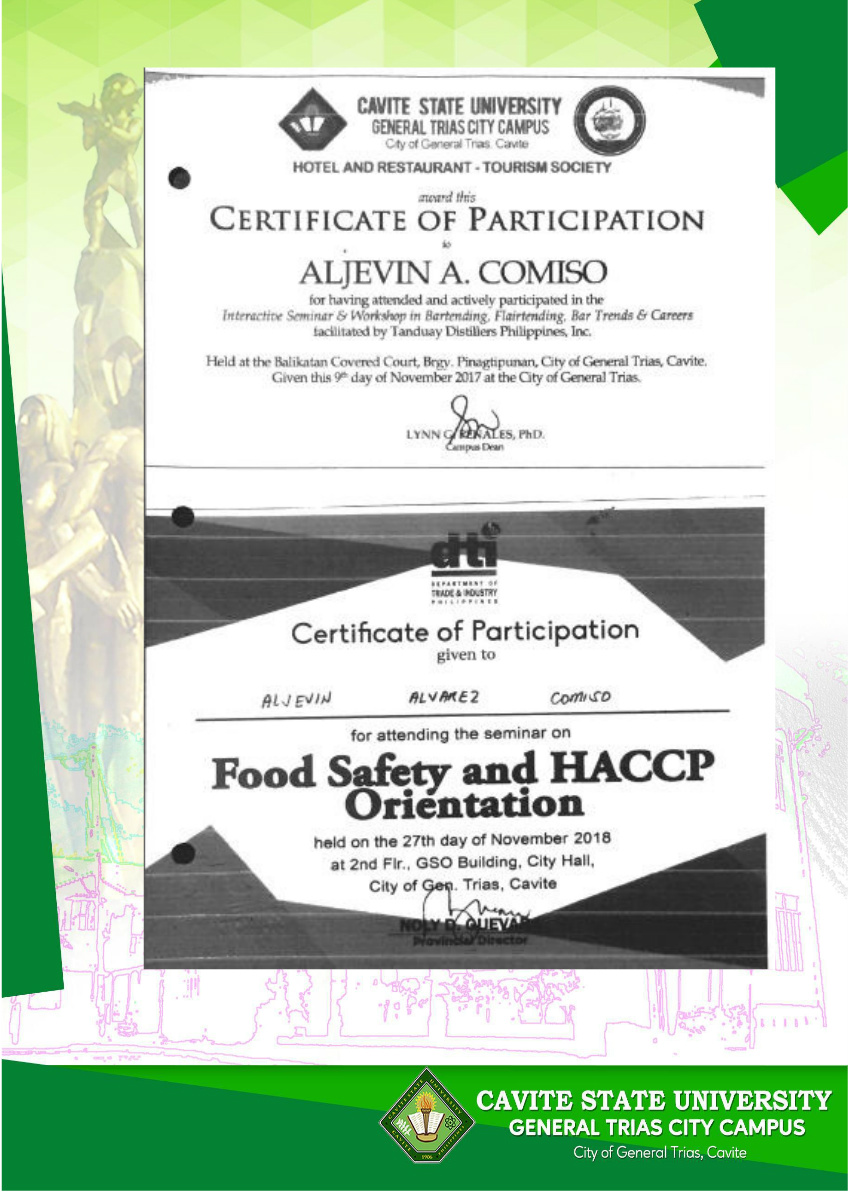 CAVITE STATE UNIVERSITY
GENERAL TRIAS CITY CAMPUS
City of General Trias, Cavite
HOTEL AND RESTAURANT - TOURISM SOCIETY
award this
CERTIFICATE OF PARTICIPATION
to
ALJEVIN A. COMISO
for having attended and actively participated in the
Interactive Seminar & Workshop in Bartending, Flairtending, Bar Trends & Careers
facilitated by Tanduay Distillers Philippines, Inc.
Held at the Balikatan Covered Court, Brgy. Pinagtipunan, City of General Trias, Cavite.
Given this 9th day of November 2017 at the City of General Trias.
LYNN G. PhD.
Campus Dean
dti
DEPARTMENT OF
TRADE & INDUSTRY
PHILIPPINES
Certificate of Participation
given to
ALJEVIN ALVAREZ COMISO
for attending the seminar on
Food Safety and HACCP
Orientation
held on the 27th day of November 2018
at 2nd Flr., GSO Building, City Hall,
City of Gen. Trias, Cavite
NOLY D.
Provincial Director
CAVITE STATE UNIVERSITY
GENERAL TRIAS CITY CAMPUS
City of General Trias, Cavite